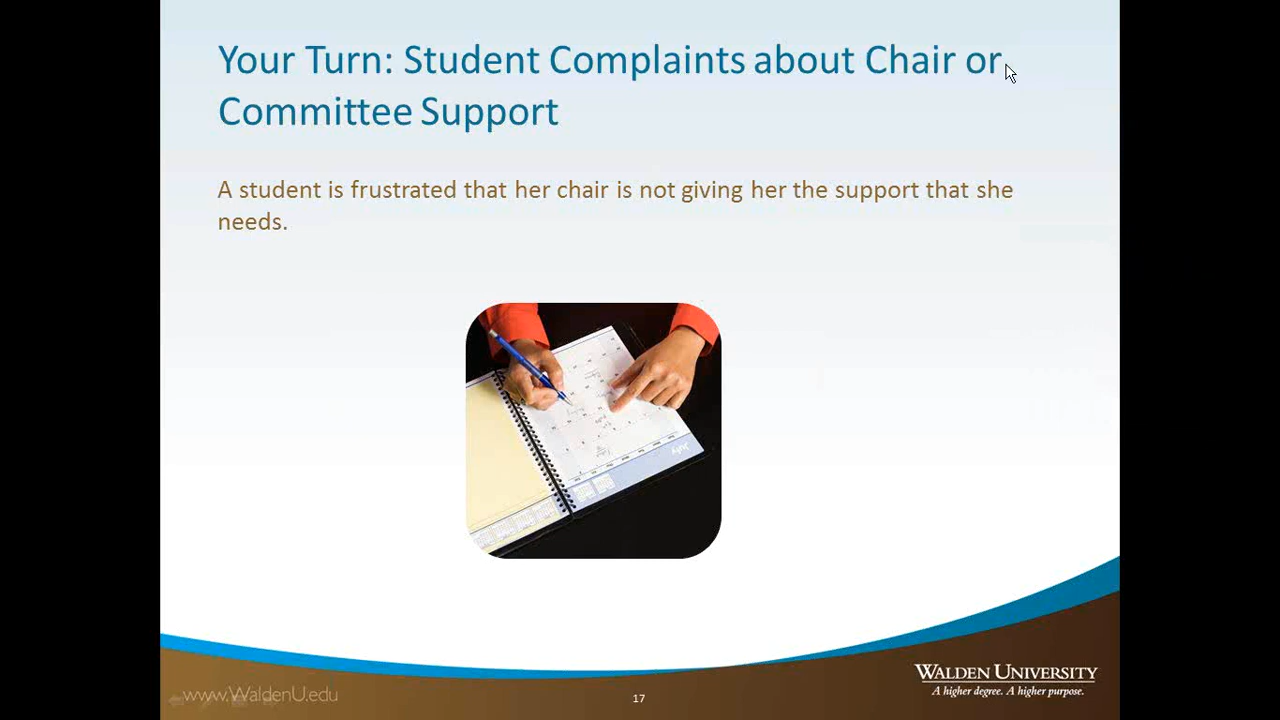 Your Turn: Student Complaints about Chair or
Committee Support
A student is frustrated that her chair is not giving her the support that she
needs.
WALDEN UNIVERSITY
A higher degree. A higher purpose.
www.WaldenU.edu
17